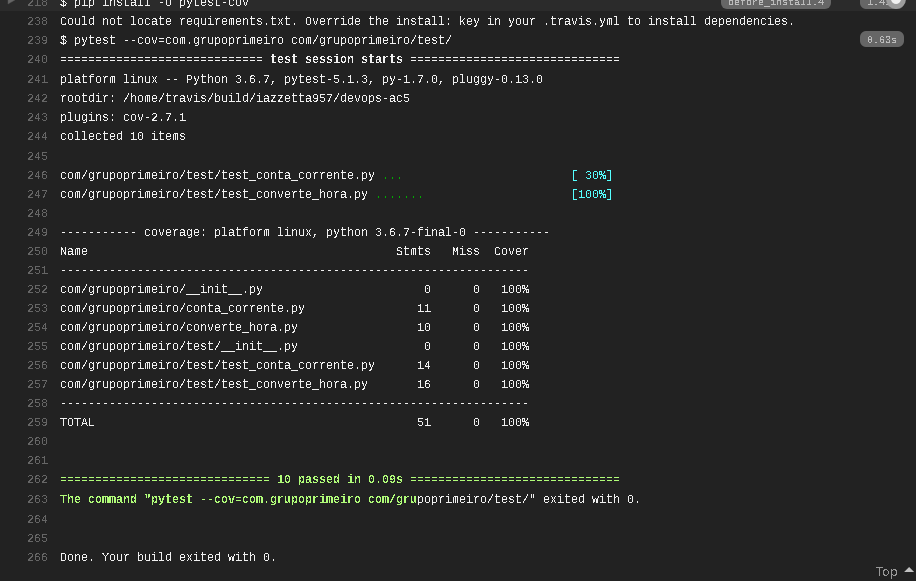 218 $ pip install -U pytest-cov before_install.4
238 Could not locate requirements.txt. Override the install: key in your .travis.yml to install dependencies.
239 $ pytest --cov=com.grupoprimeiro com/grupoprimeiro/test/ 0.63s
240 ============================= test session starts ==============================
241 platform linux -- Python 3.6.7, pytest-5.1.3, py-1.7.0, pluggy-0.13.0
242 rootdir: /home/travis/build/iazzetta957/devops-ac5
243 plugins: cov-2.7.1
244 collected 10 items
245
246 com/grupoprimeiro/test/test_conta_corrente.py ... [ 30%]
247 com/grupoprimeiro/test/test_converte_hora.py ....... [100%]
248
249 ----------- coverage: platform linux, python 3.6.7-final-0 -----------
250 Name Stmts Miss Cover
251 -------------------------------------------------------------------
252 com/grupoprimeiro/__init__.py 0 0 100%
253 com/grupoprimeiro/conta_corrente.py 11 0 100%
254 com/grupoprimeiro/converte_hora.py 10 0 100%
255 com/grupoprimeiro/test/__init__.py 0 0 100%
256 com/grupoprimeiro/test/test_conta_corrente.py 14 0 100%
257 com/grupoprimeiro/test/test_converte_hora.py 16 0 100%
258 -------------------------------------------------------------------
259 TOTAL 51 0 100%
260
261
262 ============================== 10 passed in 0.09s ==============================
263 The command "pytest --cov=com.grupoprimeiro com/grupoprimeiro/test/" exited with 0.
264
265
266 Done. Your build exited with 0.
Top